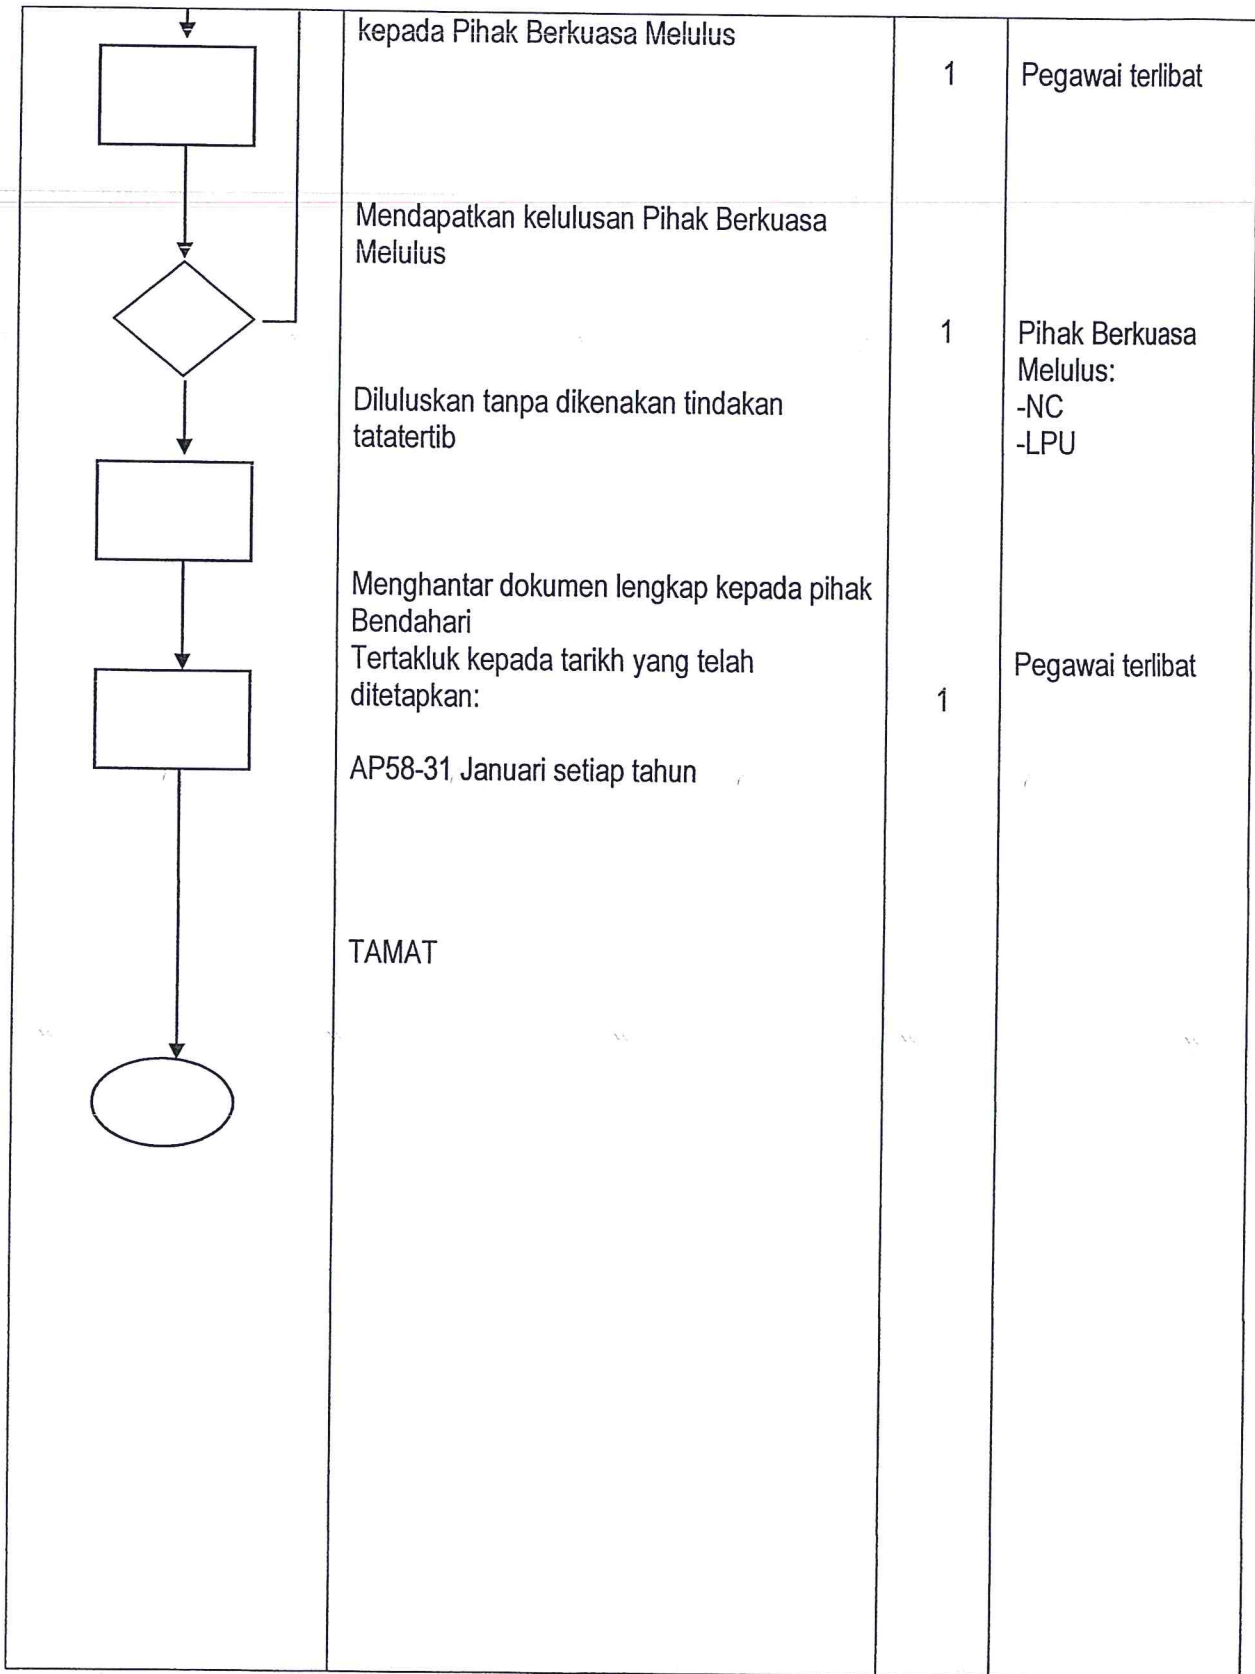 kepada Pihak Berkuasa Melulus
1
Pegawai terlibat
Mendapatkan kelulusan Pihak Berkuasa
Melulus
1
Pihak Berkuasa
Melulus:
-NC
-LPU
Diluluskan tanpa dikenakan tindakan
tatatertib
Menghantar dokumen lengkap kepada pihak
Bendahari
Tertakluk kepada tarikh yang telah
ditetapkan:
1
Pegawai terlibat
AP58-31 Januari setiap tahun
TAMAT